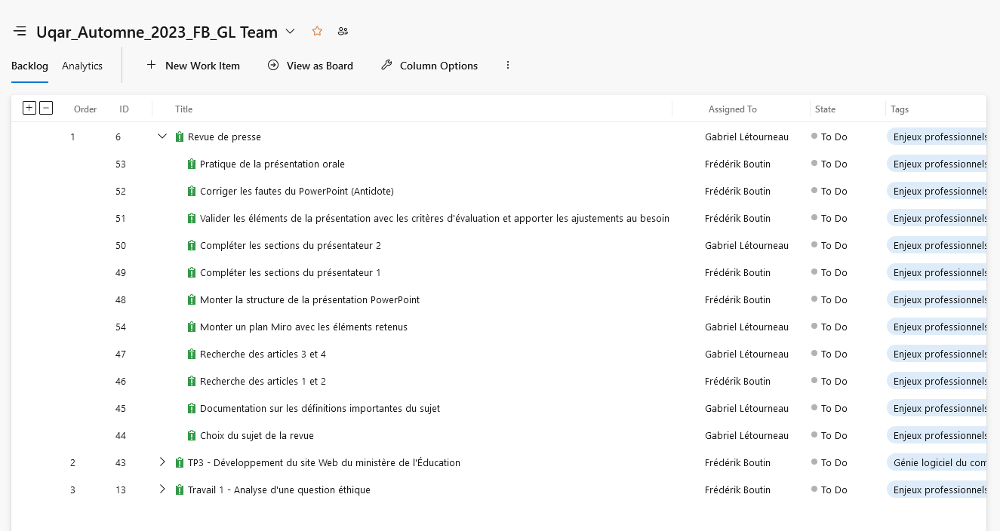 Uqar_Automne_2023_FB_GL Team
Backlog Analytics New Work Item View as Board Column Options
Order ID Title Assigned To State Tags
1 6 Revue de presse Gabriel Létourneau To Do Enjeux professionnels
53 Pratique de la présentation orale Frédérik Boutin To Do Enjeux professionnels
52 Corriger les fautes du PowerPoint (Antidote) Frédérik Boutin To Do Enjeux professionnels
51 Valider les éléments de la présentation avec les critères d'évaluation et apporter les ajustements au besoin Frédérik Boutin To Do Enjeux professionnels
50 Compléter les sections du présentateur 2 Gabriel Létourneau To Do Enjeux professionnels
49 Compléter les sections du présentateur 1 Frédérik Boutin To Do Enjeux professionnels
48 Monter la structure de la présentation PowerPoint Frédérik Boutin To Do Enjeux professionnels
54 Monter un plan Miro avec les éléments retenus Gabriel Létourneau To Do Enjeux professionnels
47 Recherche des articles 3 et 4 Gabriel Létourneau To Do Enjeux professionnels
46 Recherche des articles 1 et 2 Frédérik Boutin To Do Enjeux professionnels
45 Documentation sur les définitions importantes du sujet Gabriel Létourneau To Do Enjeux professionnels
44 Choix du sujet de la revue Gabriel Létourneau To Do Enjeux professionnels
2 43 TP3 - Développement du site Web du ministère de l'Éducation Frédérik Boutin To Do Génie logiciel du com
3 13 Travail 1 - Analyse d'une question éthique Frédérik Boutin To Do Enjeux professionnels